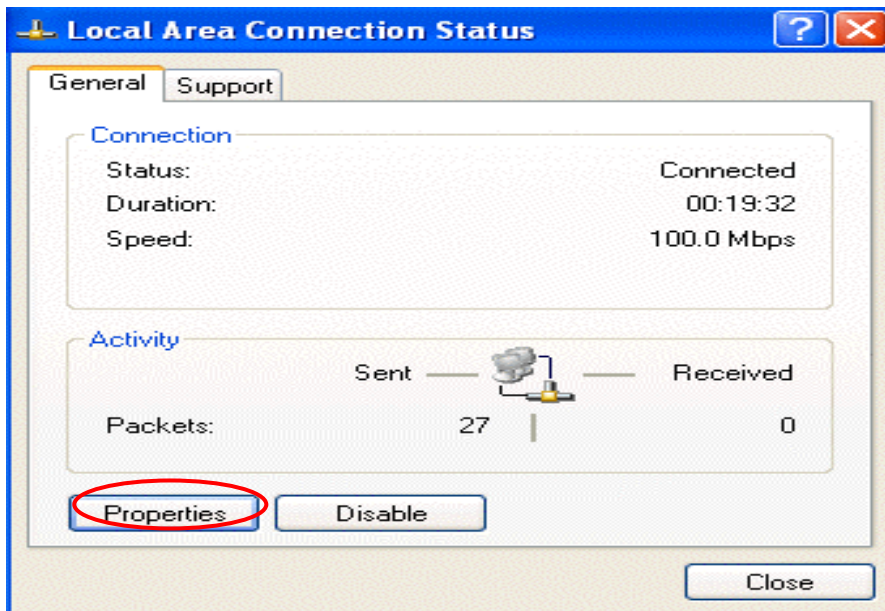 Local Area Connection Status
General Support
Connection
Status: Connected
Duration: 00:19:32
Speed: 100.0 Mbps
Activity
Sent Received
Packets: 27 0
Properties Disable
Close